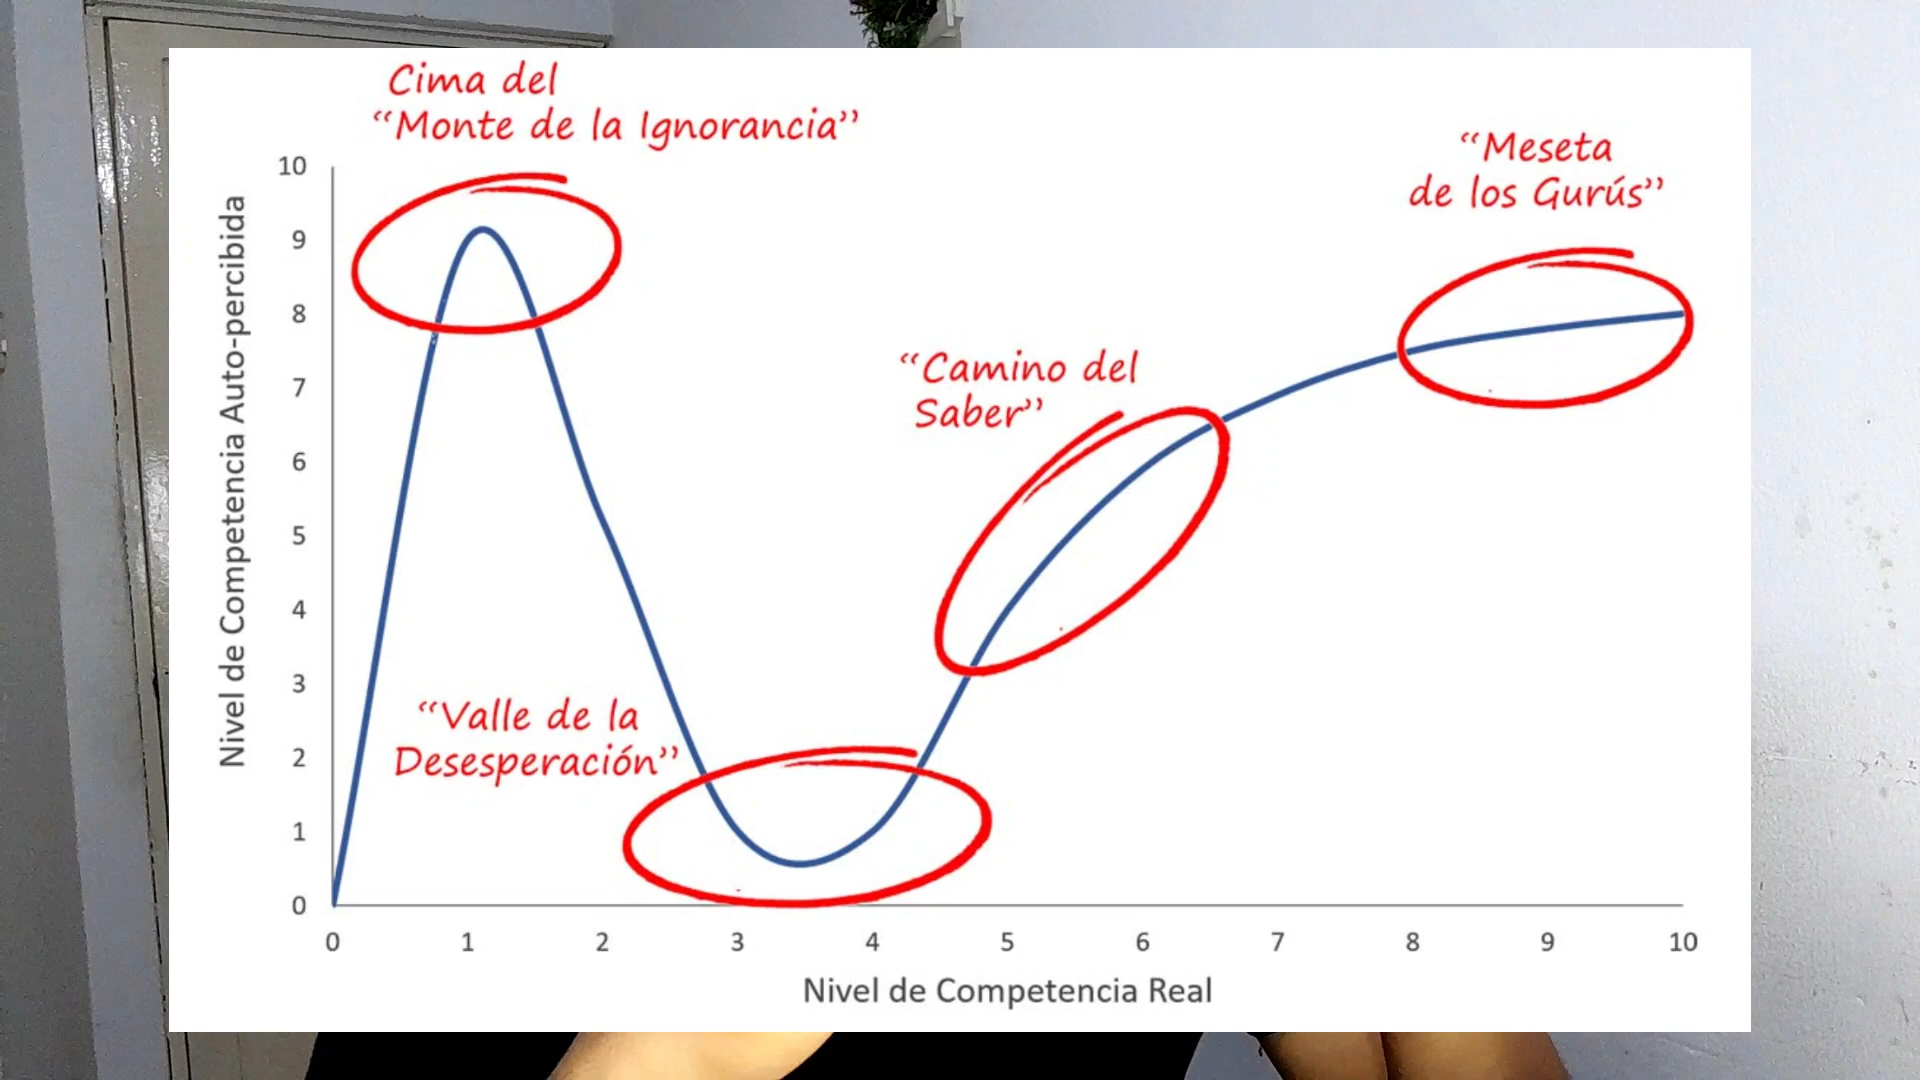 Cima del
“Monte de la Ignorancia”
“Meseta
de los Gurús”
“Camino del
Saber”
“Valle de la
Desesperación”
Nivel de Competencia Auto-percibida
10
9
8
7
6
5
4
3
2
1
0
0 1 2 3 4 5 6 7 8 9 10
Nivel de Competencia Real